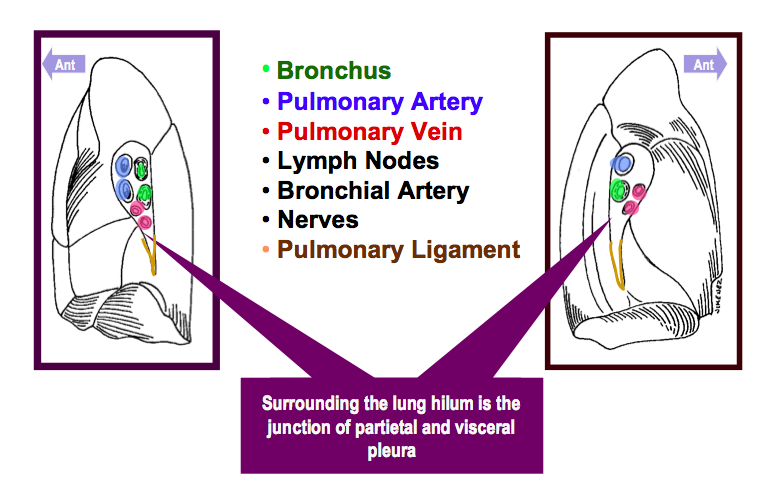 Ant
Ant
• Bronchus
• Pulmonary Artery
• Pulmonary Vein
• Lymph Nodes
• Bronchial Artery
• Nerves
• Pulmonary Ligament
JIMENEZ
Surrounding the lung hilum is the
junction of partietal and visceral
pleura